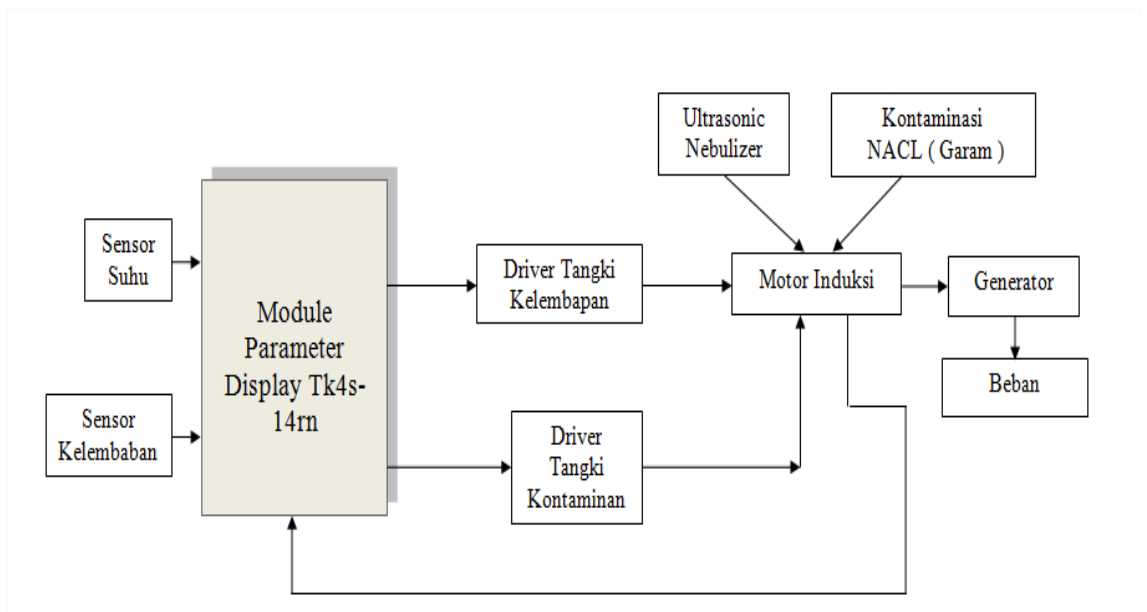 Ultrasonic
Nebulizer
Kontaminasi
NACL ( Garam )
Sensor
Suhu
Module
Parameter
Display Tk4s-
14rn
Driver Tangki
Kelembapan
Motor Induksi
Generator
Beban
Sensor
Kelembaban
Driver
Tangki
Kontaminan